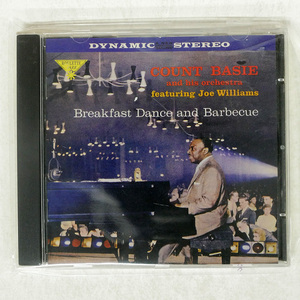 DYNAMIC STEREO
COUNT BASIE
and his orchestra
featuring Joe Williams
Breakfast Dance and Barbecue